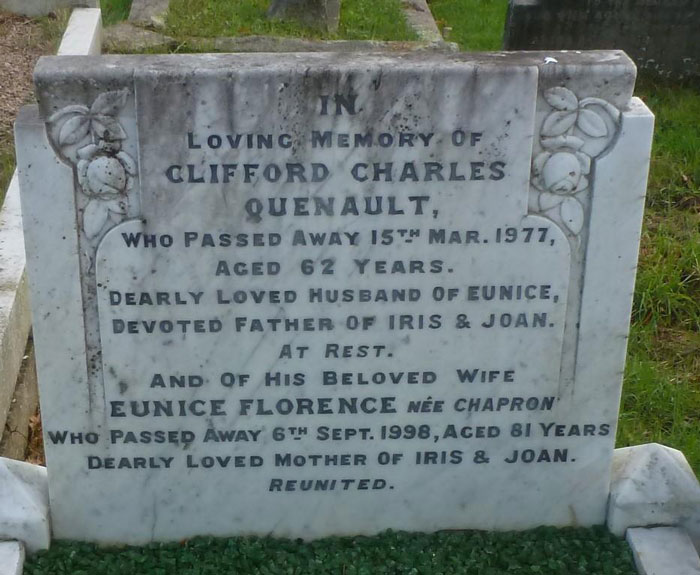 IN
LOVING MEMORY OF
CLIFFORD CHARLES
QUENAULT,
WHO PASSED AWAY 15TH MAR. 1977,
AGED 62 YEARS.
DEARLY LOVED HUSBAND OF EUNICE,
DEVOTED FATHER OF IRIS & JOAN.
AT REST.
AND OF HIS BELOVED WIFE
EUNICE FLORENCE NÉE CHAPRON
WHO PASSED AWAY 6TH SEPT. 1998, AGED 81 YEARS
DEARLY LOVED MOTHER OF IRIS & JOAN.
REUNITED.